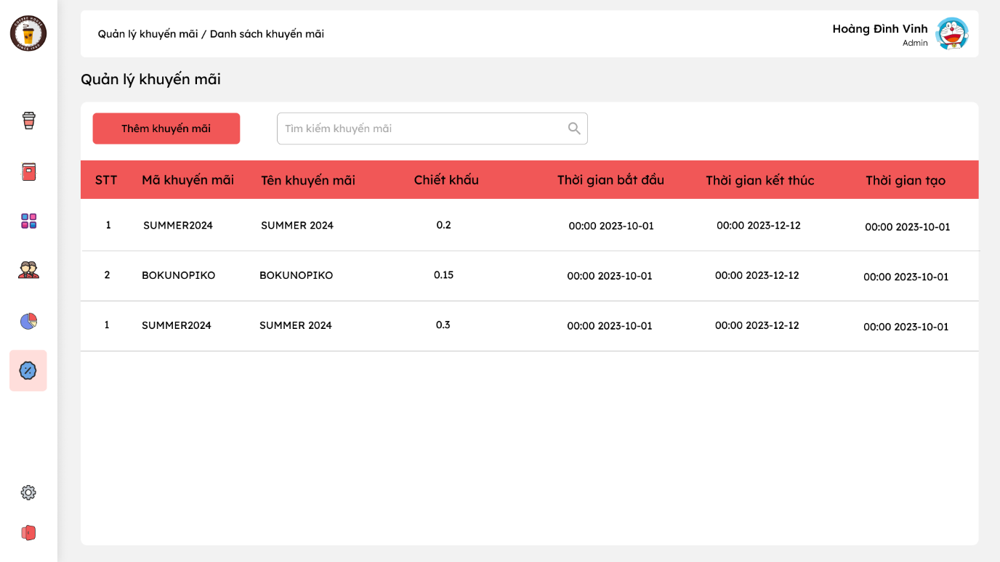 COFFEE HOUSE
SINCE 1980
Quản lý khuyến mãi / Danh sách khuyến mãi
Hoàng Đình Vinh
Admin
Quản lý khuyến mãi
Thêm khuyến mãi
Tìm kiếm khuyến mãi
STT Mã khuyến mãi Tên khuyến mãi Chiết khấu Thời gian bắt đầu Thời gian kết thúc Thời gian tạo
1 SUMMER2024 SUMMER 2024 0.2 00:00 2023-10-01 00:00 2023-12-12 00:00 2023-10-01
2 BOKUNOPIKO BOKUNOPIKO 0.15 00:00 2023-10-01 00:00 2023-12-12 00:00 2023-10-01
1 SUMMER2024 SUMMER 2024 0.3 00:00 2023-10-01 00:00 2023-12-12 00:00 2023-10-01